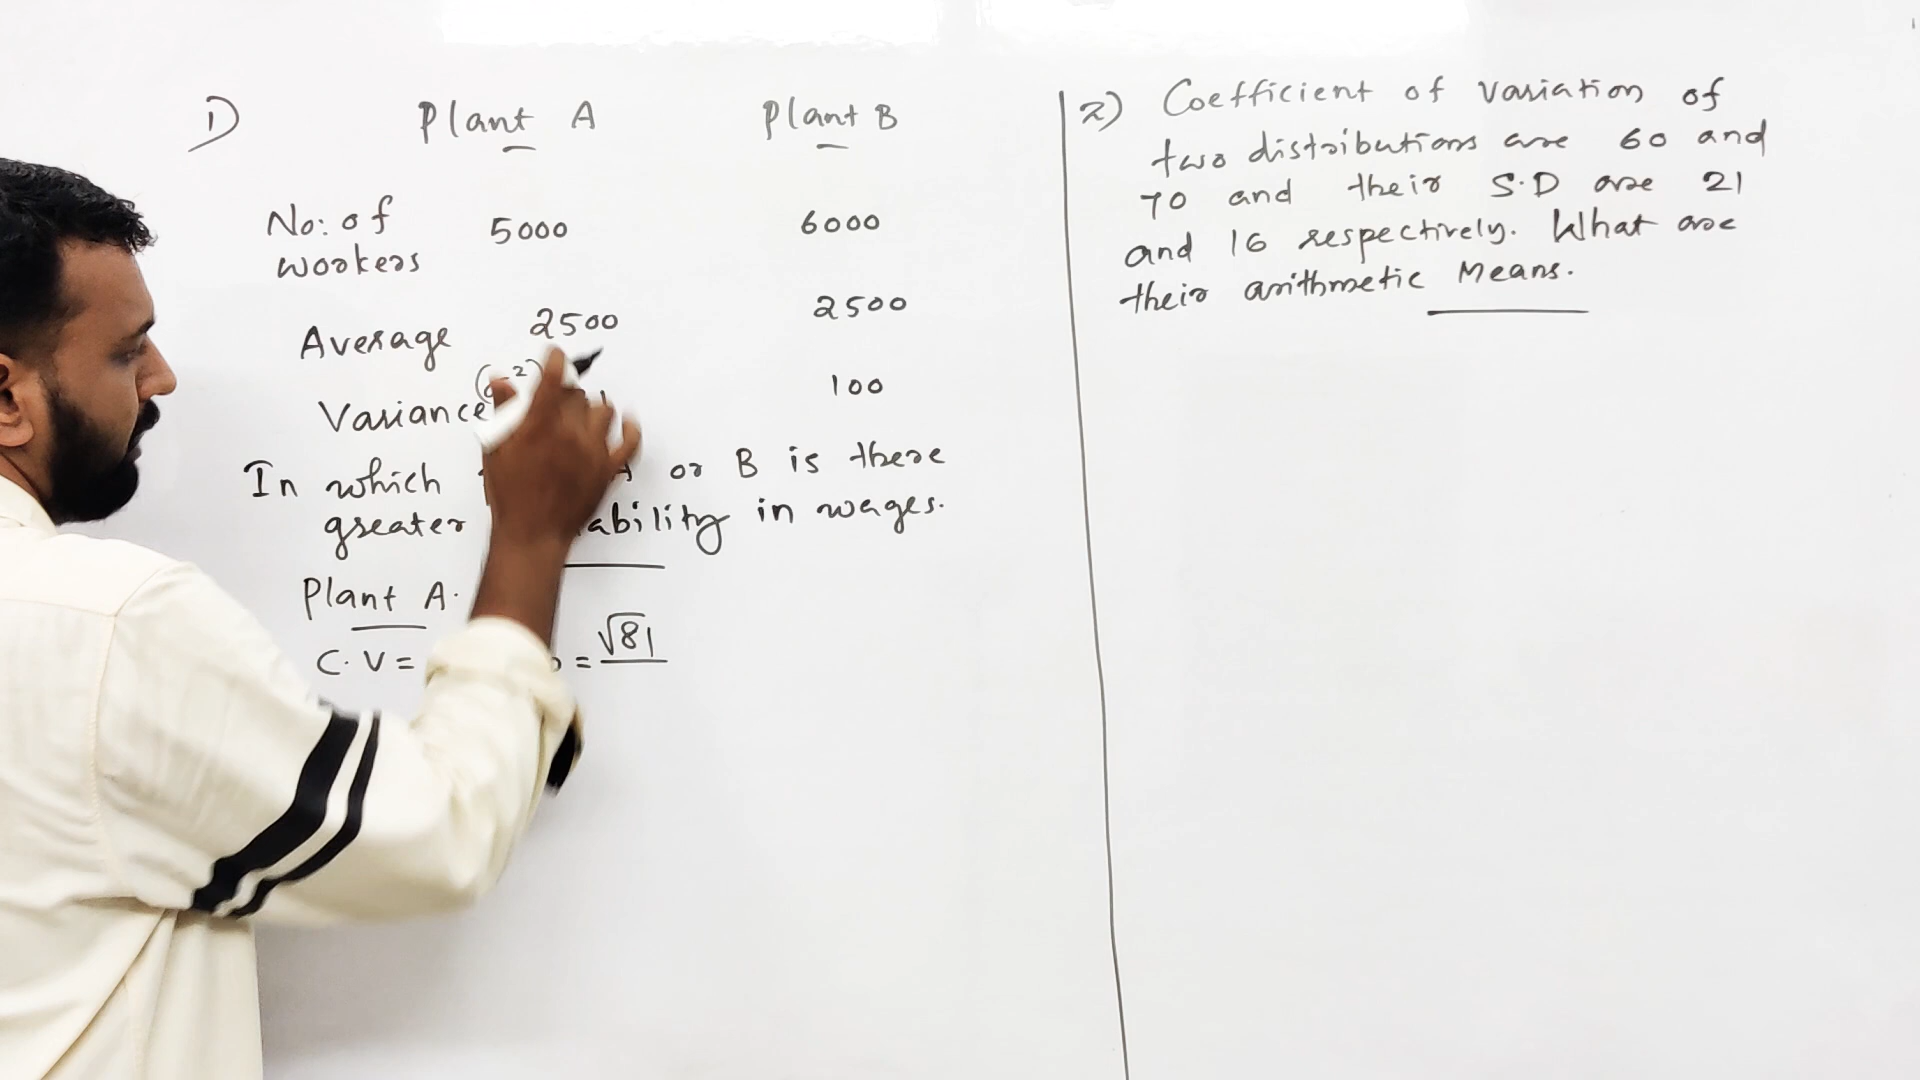 1) Plant A Plant B
No: of workers 5000 6000
Average 2500 2500
Variance 100
In which A or B is there
greater ability in wages.
Plant A.
C.V = = √81
2) Coefficient of variation of
two distributions are 60 and
70 and their S.D are 21
and 16 respectively. What are
their arithmetic Means.